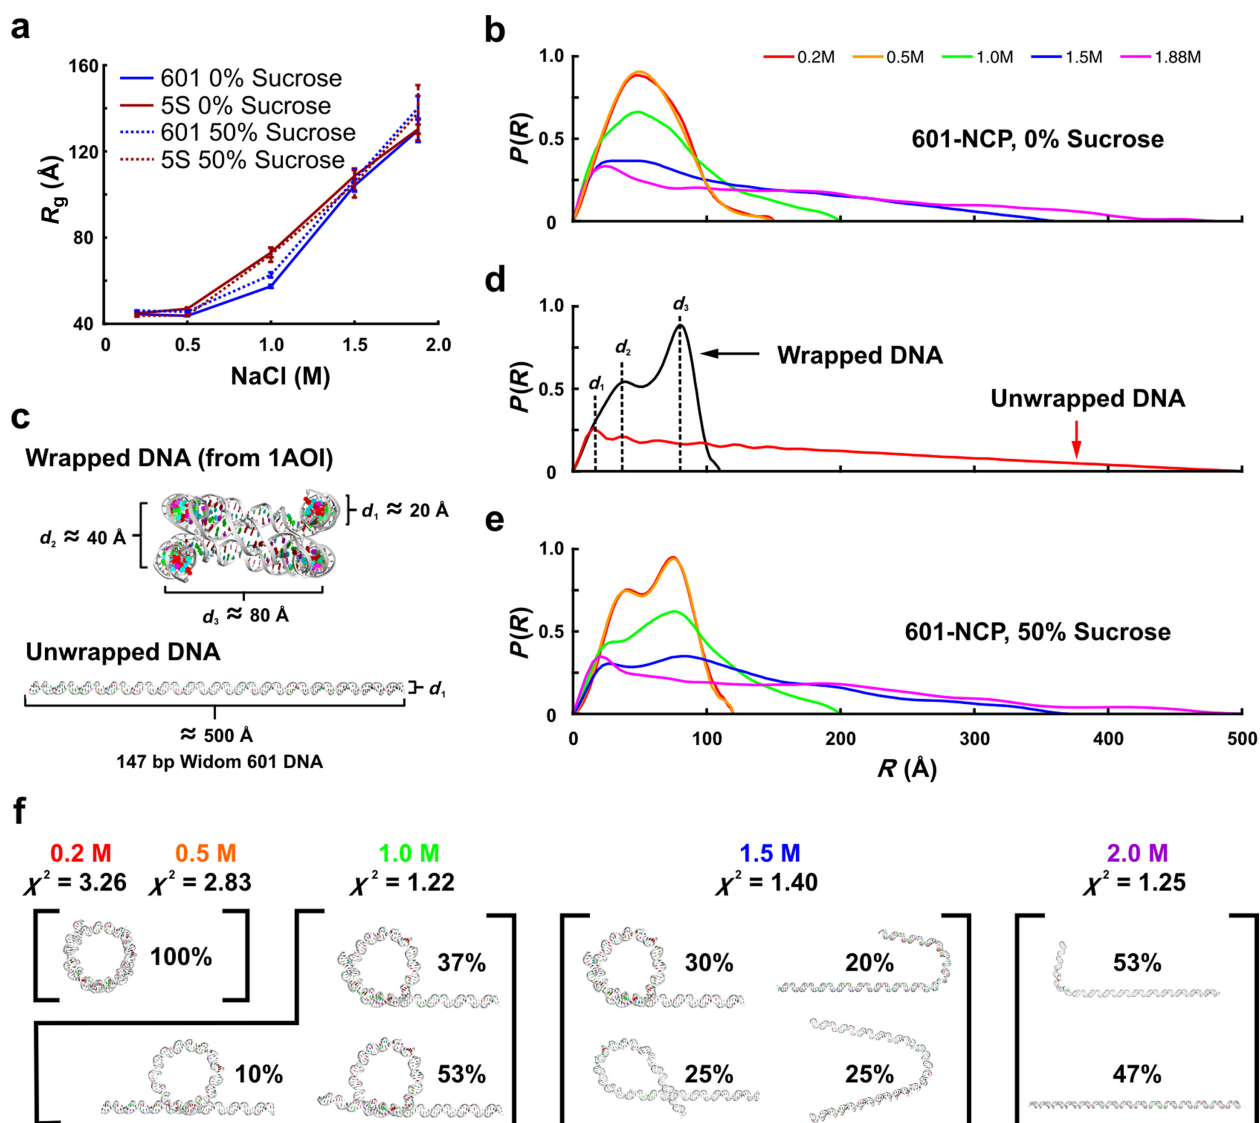 a
160
120
80
40
0
0.5
1.0
1.5
2.0
Rg (Å)
NaCl (M)
601 0% Sucrose
5S 0% Sucrose
601 50% Sucrose
5S 50% Sucrose
b
1.0
0.5
0
P(R)
0.2M
0.5M
1.0M
1.5M
1.88M
601-NCP, 0% Sucrose
c
Wrapped DNA (from 1AOI)
d1 ≈ 20 Å
d2 ≈ 40 Å
d3 ≈ 80 Å
Unwrapped DNA
d1
≈ 500 Å
147 bp Widom 601 DNA
d
1.0
0.5
0
P(R)
d1
d2
d3
Wrapped DNA
Unwrapped DNA
e
1.0
0.5
0
P(R)
601-NCP, 50% Sucrose
0
100
200
300
400
500
R (Å)
f
0.2 M
χ² = 3.26
0.5 M
χ² = 2.83
100%
1.0 M
χ² = 1.22
37%
10%
53%
1.5 M
χ² = 1.40
30%
20%
25%
25%
2.0 M
χ² = 1.25
53%
47%